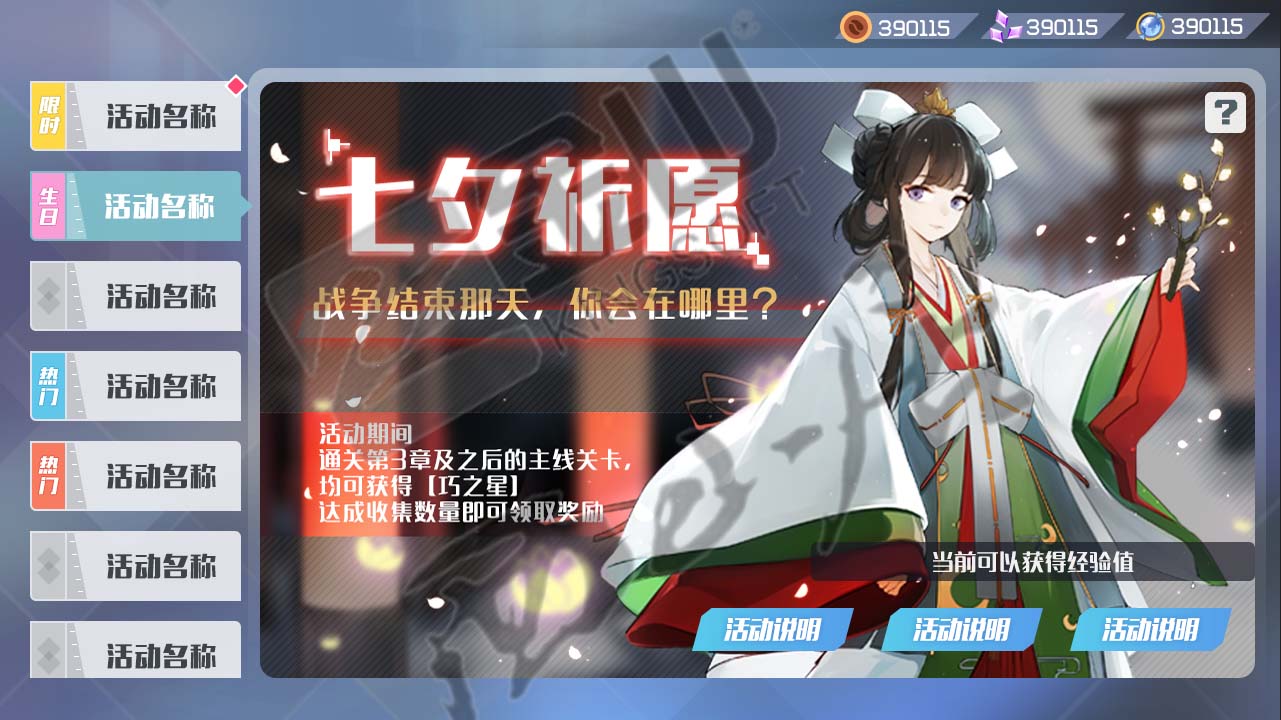 390115
390115
390115
限时
活动名称
生日
活动名称
活动名称
热门
活动名称
热门
活动名称
活动名称
活动名称
?
七夕祈愿
战争结束那天，你会在哪里?
活动期间
通关第3章及之后的主线关卡，
均可获得【巧之星】
达成收集数量即可领取奖励
当前可以获得经验值
活动说明
活动说明
活动说明
KINGSOFT